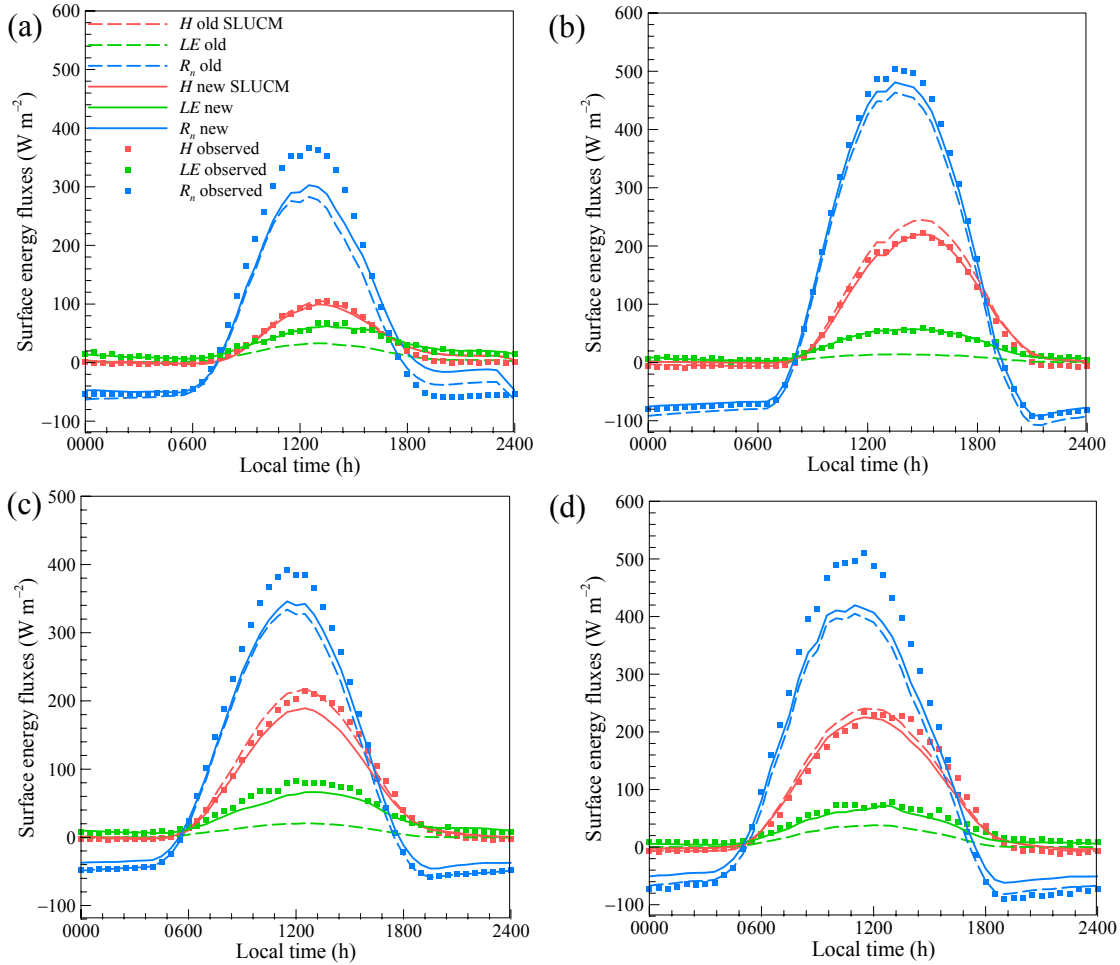 (a)
Surface energy fluxes (W m⁻²)
600
500
400
300
200
100
0
−100
H old SLUCM
LE old
Rₙ old
H new SLUCM
LE new
Rₙ new
H observed
LE observed
Rₙ observed
0000 0600 1200 1800 2400
Local time (h)
(b)
Surface energy fluxes (W m⁻²)
600
500
400
300
200
100
0
−100
0000 0600 1200 1800 2400
Local time (h)
(c)
Surface energy fluxes (W m⁻²)
500
400
300
200
100
0
−100
0000 0600 1200 1800 2400
Local time (h)
(d)
Surface energy fluxes (W m⁻²)
600
500
400
300
200
100
0
−100
0000 0600 1200 1800 2400
Local time (h)